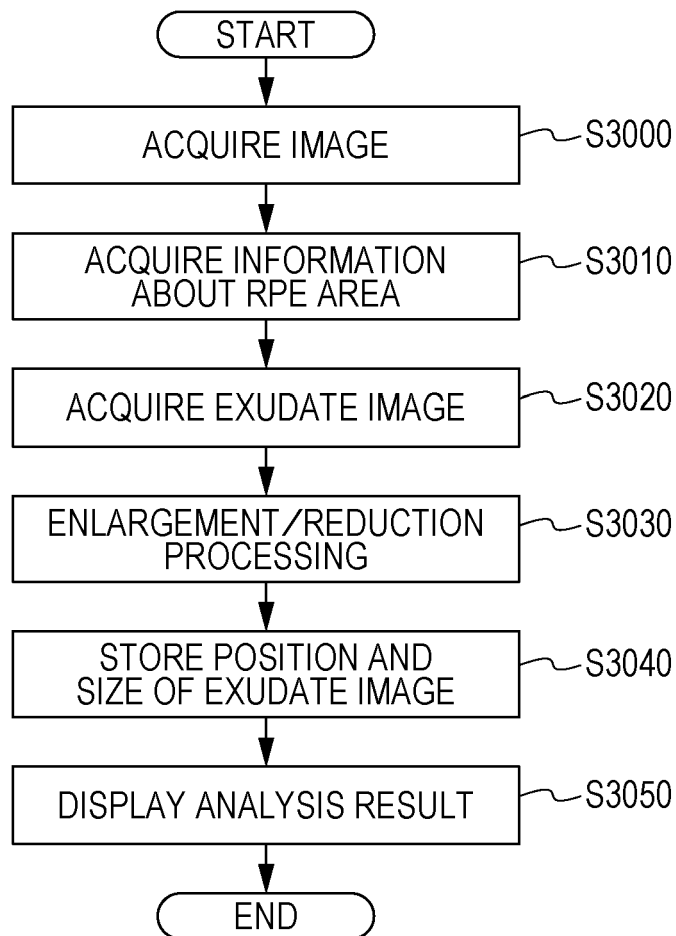 START
ACQUIRE IMAGE
S3000
ACQUIRE INFORMATION
ABOUT RPE AREA
S3010
ACQUIRE EXUDATE IMAGE
S3020
ENLARGEMENT/REDUCTION
PROCESSING
S3030
STORE POSITION AND
SIZE OF EXUDATE IMAGE
S3040
DISPLAY ANALYSIS RESULT
S3050
END